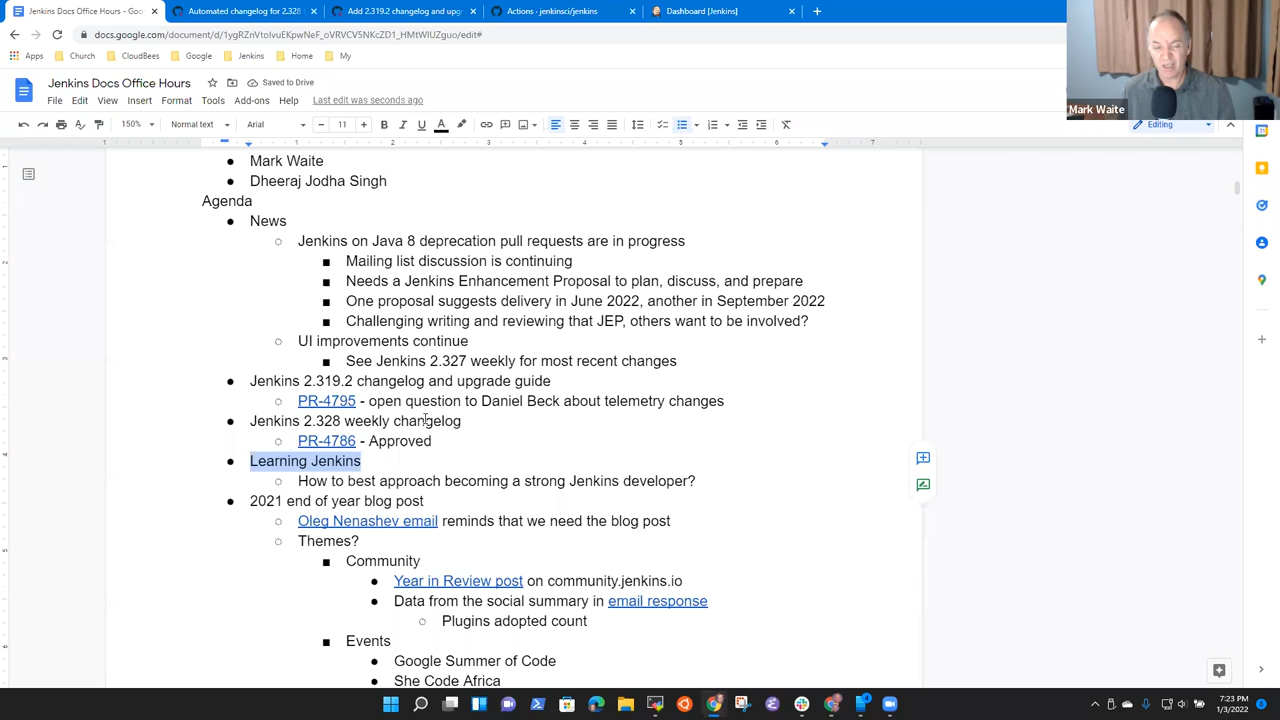 Jenkins Docs Office Hours - Goo
Automated changelog for 2.328
Add 2.319.2 changelog and upgr
Actions · jenkinsci/jenkins
Dashboard [Jenkins]
docs.google.com/document/d/1ygRZnVtoIvuEKpwNeF_oVRVCV5NKcZD1_HMtWIUZguo/edit#
Apps
Church
CloudBees
Google
Jenkins
Home
My
Jenkins Docs Office Hours
Saved to Drive
File Edit View Insert Format Tools Add-ons Help Last edit was seconds ago
150% Normal text Arial 11
Editing
Mark Waite
1 1 2 3 4 5 6 7
Mark Waite
Dheeraj Jodha Singh
Agenda
News
Jenkins on Java 8 deprecation pull requests are in progress
Mailing list discussion is continuing
Needs a Jenkins Enhancement Proposal to plan, discuss, and prepare
One proposal suggests delivery in June 2022, another in September 2022
Challenging writing and reviewing that JEP, others want to be involved?
UI improvements continue
See Jenkins 2.327 weekly for most recent changes
Jenkins 2.319.2 changelog and upgrade guide
PR-4795 - open question to Daniel Beck about telemetry changes
Jenkins 2.328 weekly changelog
PR-4786 - Approved
Learning Jenkins
How to best approach becoming a strong Jenkins developer?
2021 end of year blog post
Oleg Nenashev email reminds that we need the blog post
Themes?
Community
Year in Review post on community.jenkins.io
Data from the social summary in email response
Plugins adopted count
Events
Google Summer of Code
She Code Africa
7:23 PM
1/3/2022